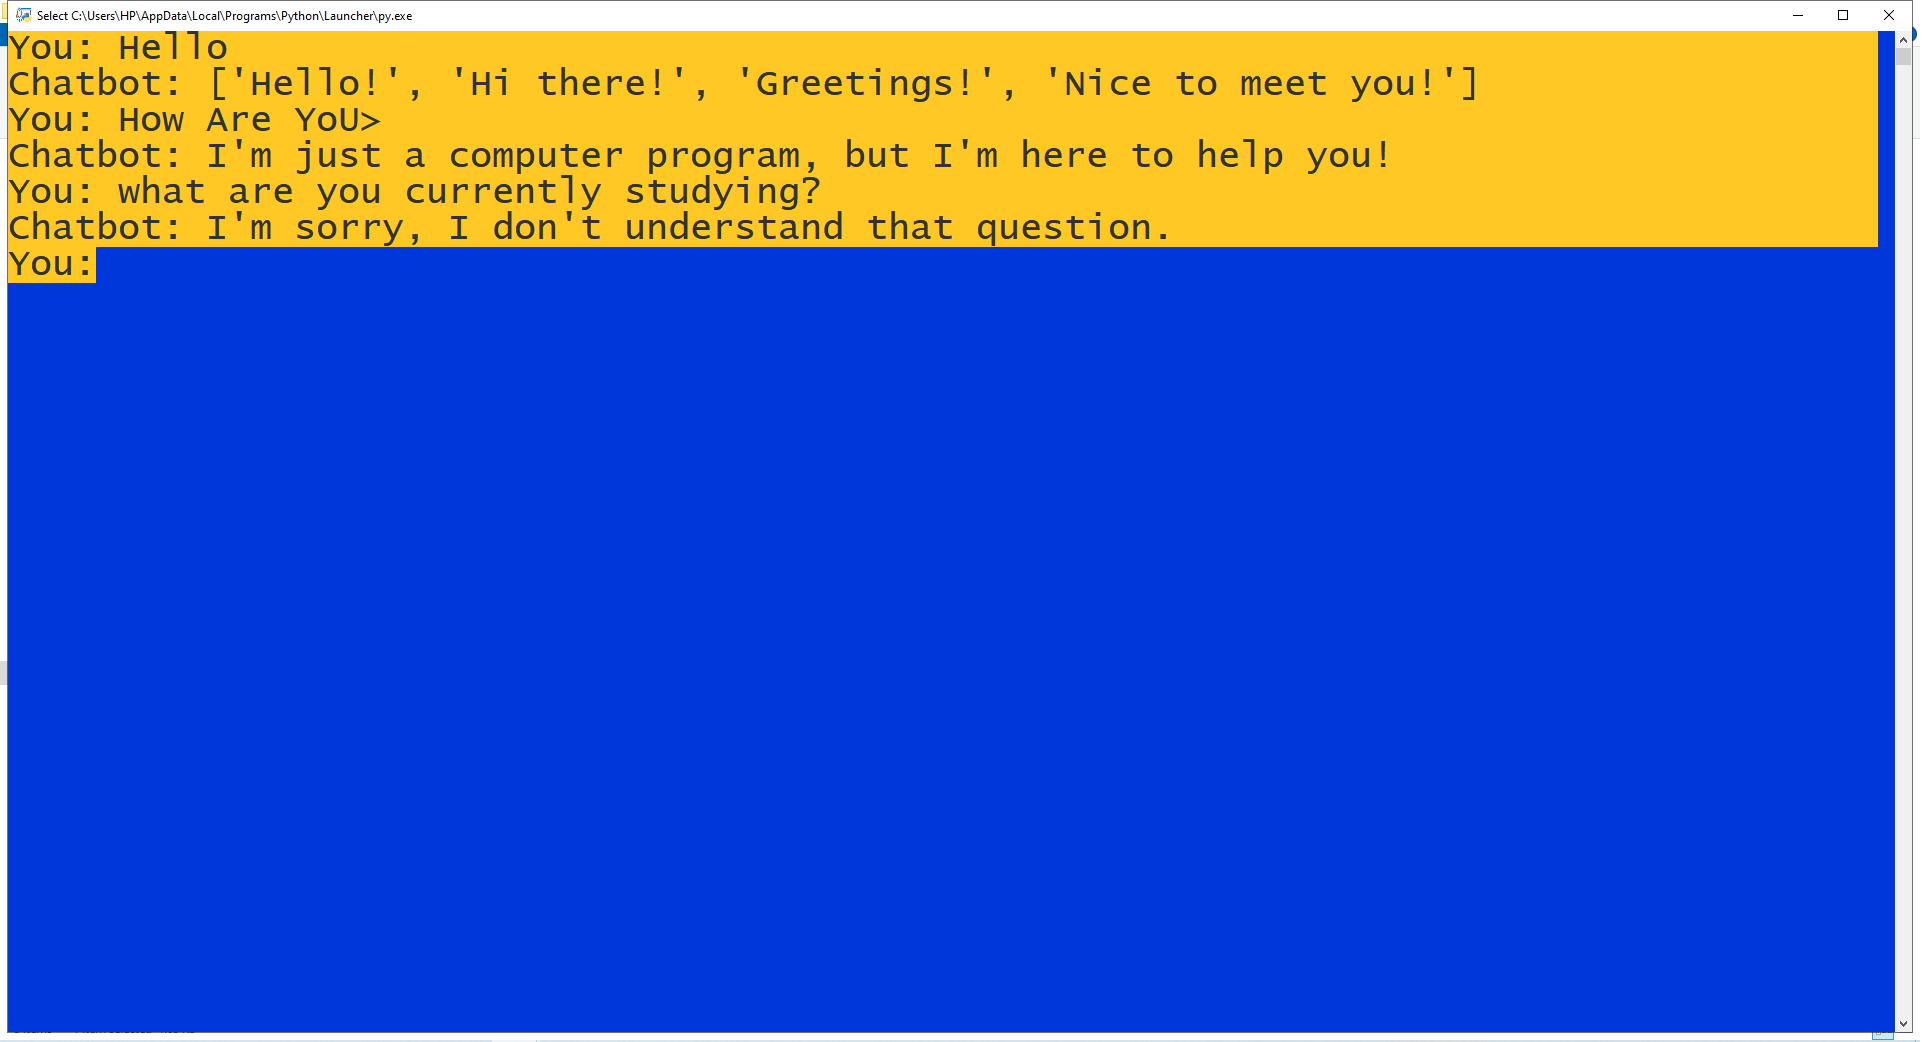 Select C:\Users\HP\AppData\Local\Programs\Python\Launcher\py.exe
You: Hello
Chatbot: ['Hello!', 'Hi there!', 'Greetings!', 'Nice to meet you!']
You: How Are YoU>
Chatbot: I'm just a computer program, but I'm here to help you!
You: what are you currently studying?
Chatbot: I'm sorry, I don't understand that question.
You: